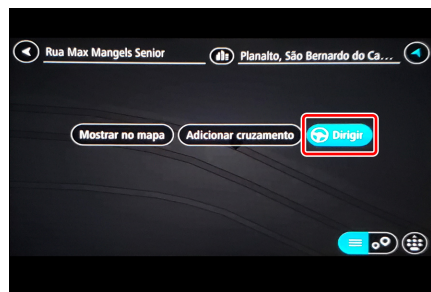 Rua Max Mangels Senior
Planalto, São Bernardo do Ca...
Mostrar no mapa
Adicionar cruzamento
Dirigir